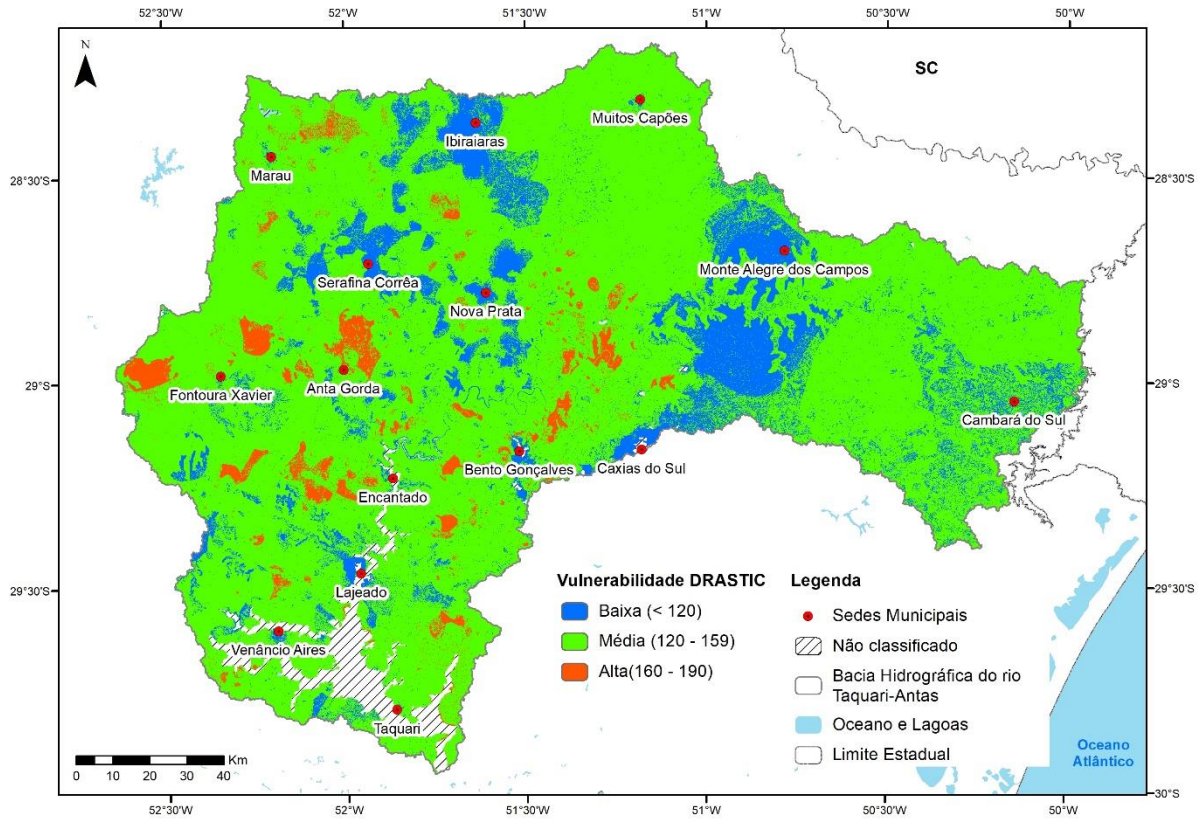 52°30'W
52°W
51°30'W
51°W
50°30'W
50°W
N
SC
Muitos Capões
Ibiraiaras
Marau
28°30'S
28°30'S
Monte Alegre dos Campos
Serafina Corrêa
Nova Prata
29°S
29°S
Fontoura Xavier
Anta Gorda
Cambará do Sul
Bento Gonçalves
Caxias do Sul
Encantado
Vulnerabilidade DRASTIC
Baixa (< 120)
Média (120 - 159)
Alta(160 - 190)
Legenda
Sedes Municipais
Não classificado
Bacia Hidrográfica do rio
Taquari-Antas
Oceano e Lagoas
Limite Estadual
29°30'S
29°30'S
Lajeado
Venâncio Aires
Taquari
Oceano
Atlântico
Km
0 5 10 20 30 40
30°S
52°30'W
52°W
51°30'W
51°W
50°30'W
50°W